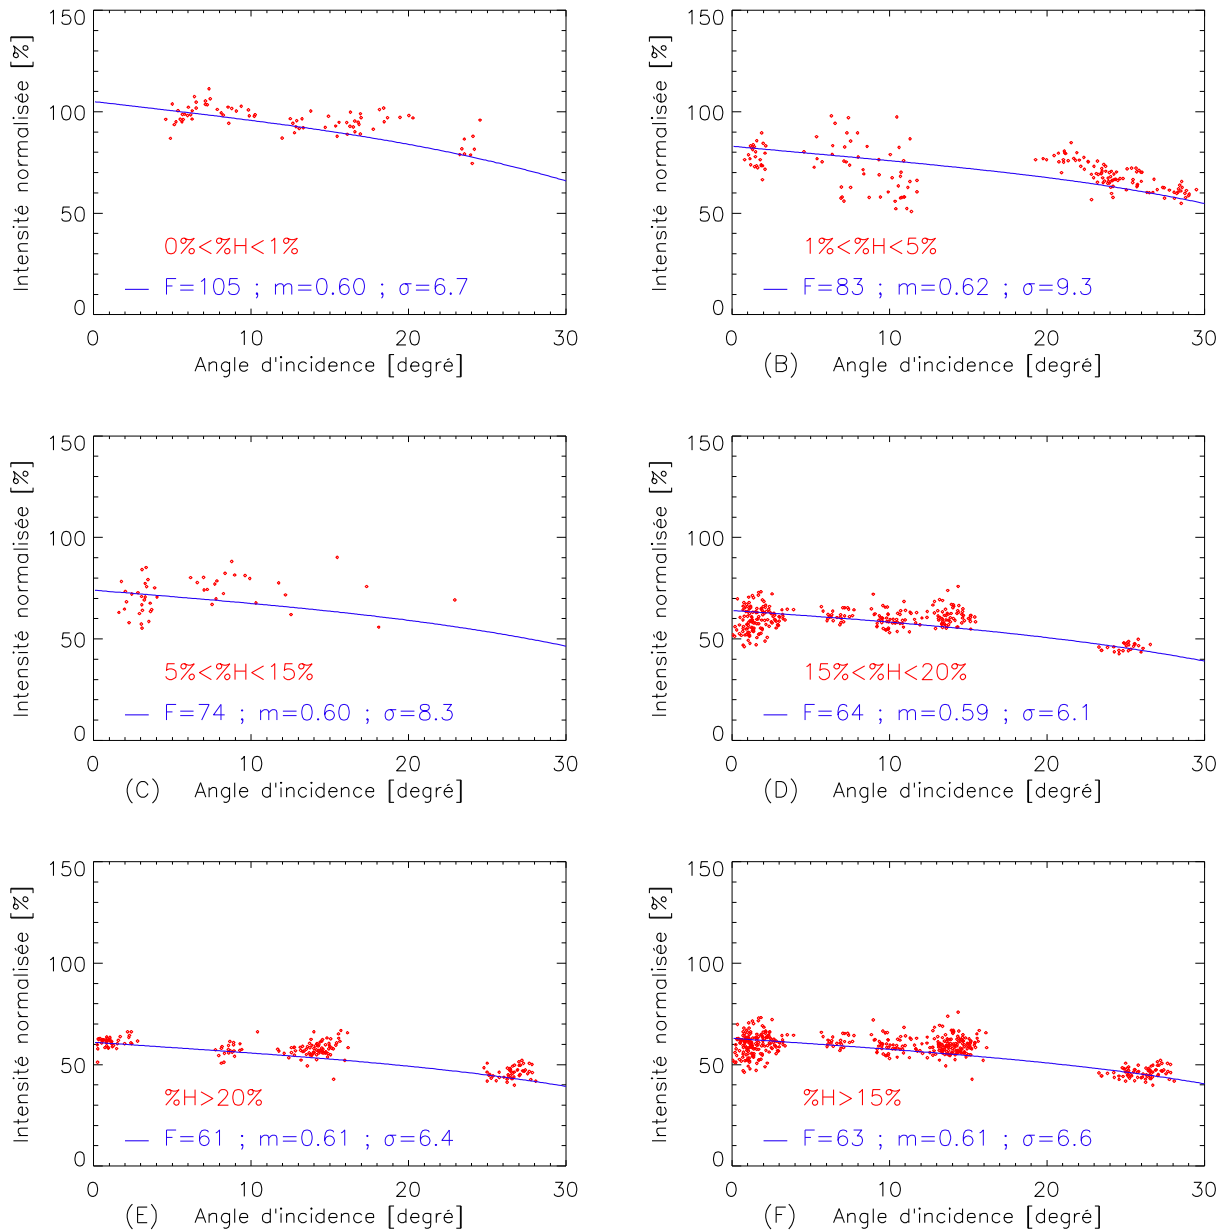 Intensité normalisée [%]
150
100
50
0
0%<%H<1%
F=105 ; m=0.60 ; σ=6.7
0 10 20 30
Angle d'incidence [degré]
Intensité normalisée [%]
150
100
50
0
1%<%H<5%
F=83 ; m=0.62 ; σ=9.3
0 10 20 30
(B) Angle d'incidence [degré]
Intensité normalisée [%]
150
100
50
0
5%<%H<15%
F=74 ; m=0.60 ; σ=8.3
0 10 20 30
(C) Angle d'incidence [degré]
Intensité normalisée [%]
150
100
50
0
15%<%H<20%
F=64 ; m=0.59 ; σ=6.1
0 10 20 30
(D) Angle d'incidence [degré]
Intensité normalisée [%]
150
100
50
0
%H>20%
F=61 ; m=0.61 ; σ=6.4
0 10 20 30
(E) Angle d'incidence [degré]
Intensité normalisée [%]
150
100
50
0
%H>15%
F=63 ; m=0.61 ; σ=6.6
0 10 20 30
(F) Angle d'incidence [degré]